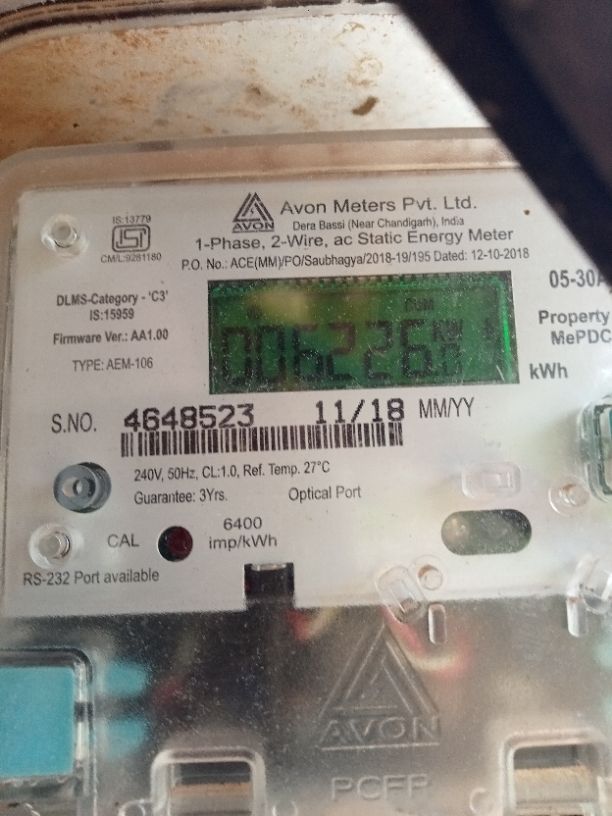 IS:13779
ISI
CM/L:9281180
AVON
Avon Meters Pvt. Ltd.
Dera Bassi (Near Chandigarh), India
1-Phase, 2-Wire, ac Static Energy Meter
P.O. No.: ACE(MM)/PO/Saubhagya/2018-19/195 Dated: 12-10-2018
DLMS-Category - 'C3'
IS:15959
Firmware Ver.: AA1.00
TYPE: AEM-106
CUM
006226
KW
05-30A
Property
MePDC
kWh
S.NO. 4648523 11/18 MM/YY
240V, 50Hz, CL:1.0, Ref. Temp. 27°C
Guarantee: 3Yrs. Optical Port
CAL
6400
imp/kWh
RS-232 Port available
AVON